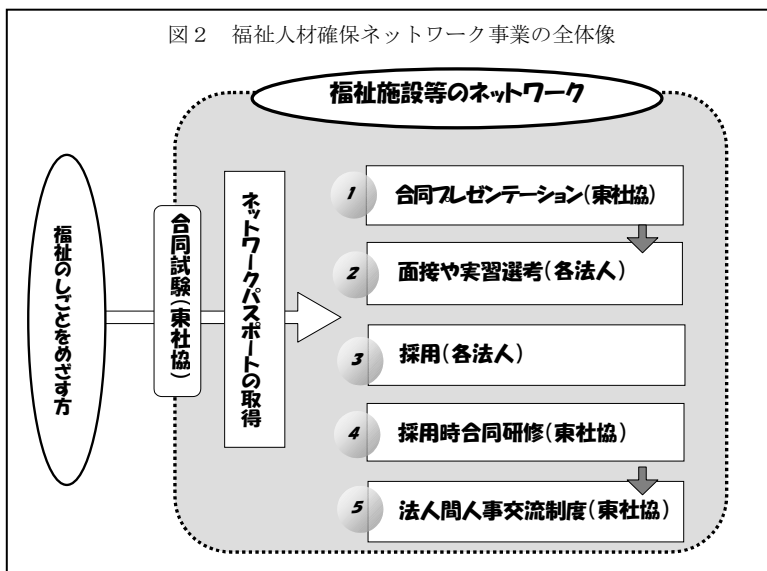 図２　福祉人材確保ネットワーク事業の全体像
福祉施設等のネットワーク
福祉のしごとをめざす方
合同試験(東社協)
ネットワークパスポートの取得
1 合同プレゼンテーション(東社協)
2 面接や実習選考(各法人)
3 採用(各法人)
4 採用時合同研修(東社協)
5 法人間人事交流制度(東社協)